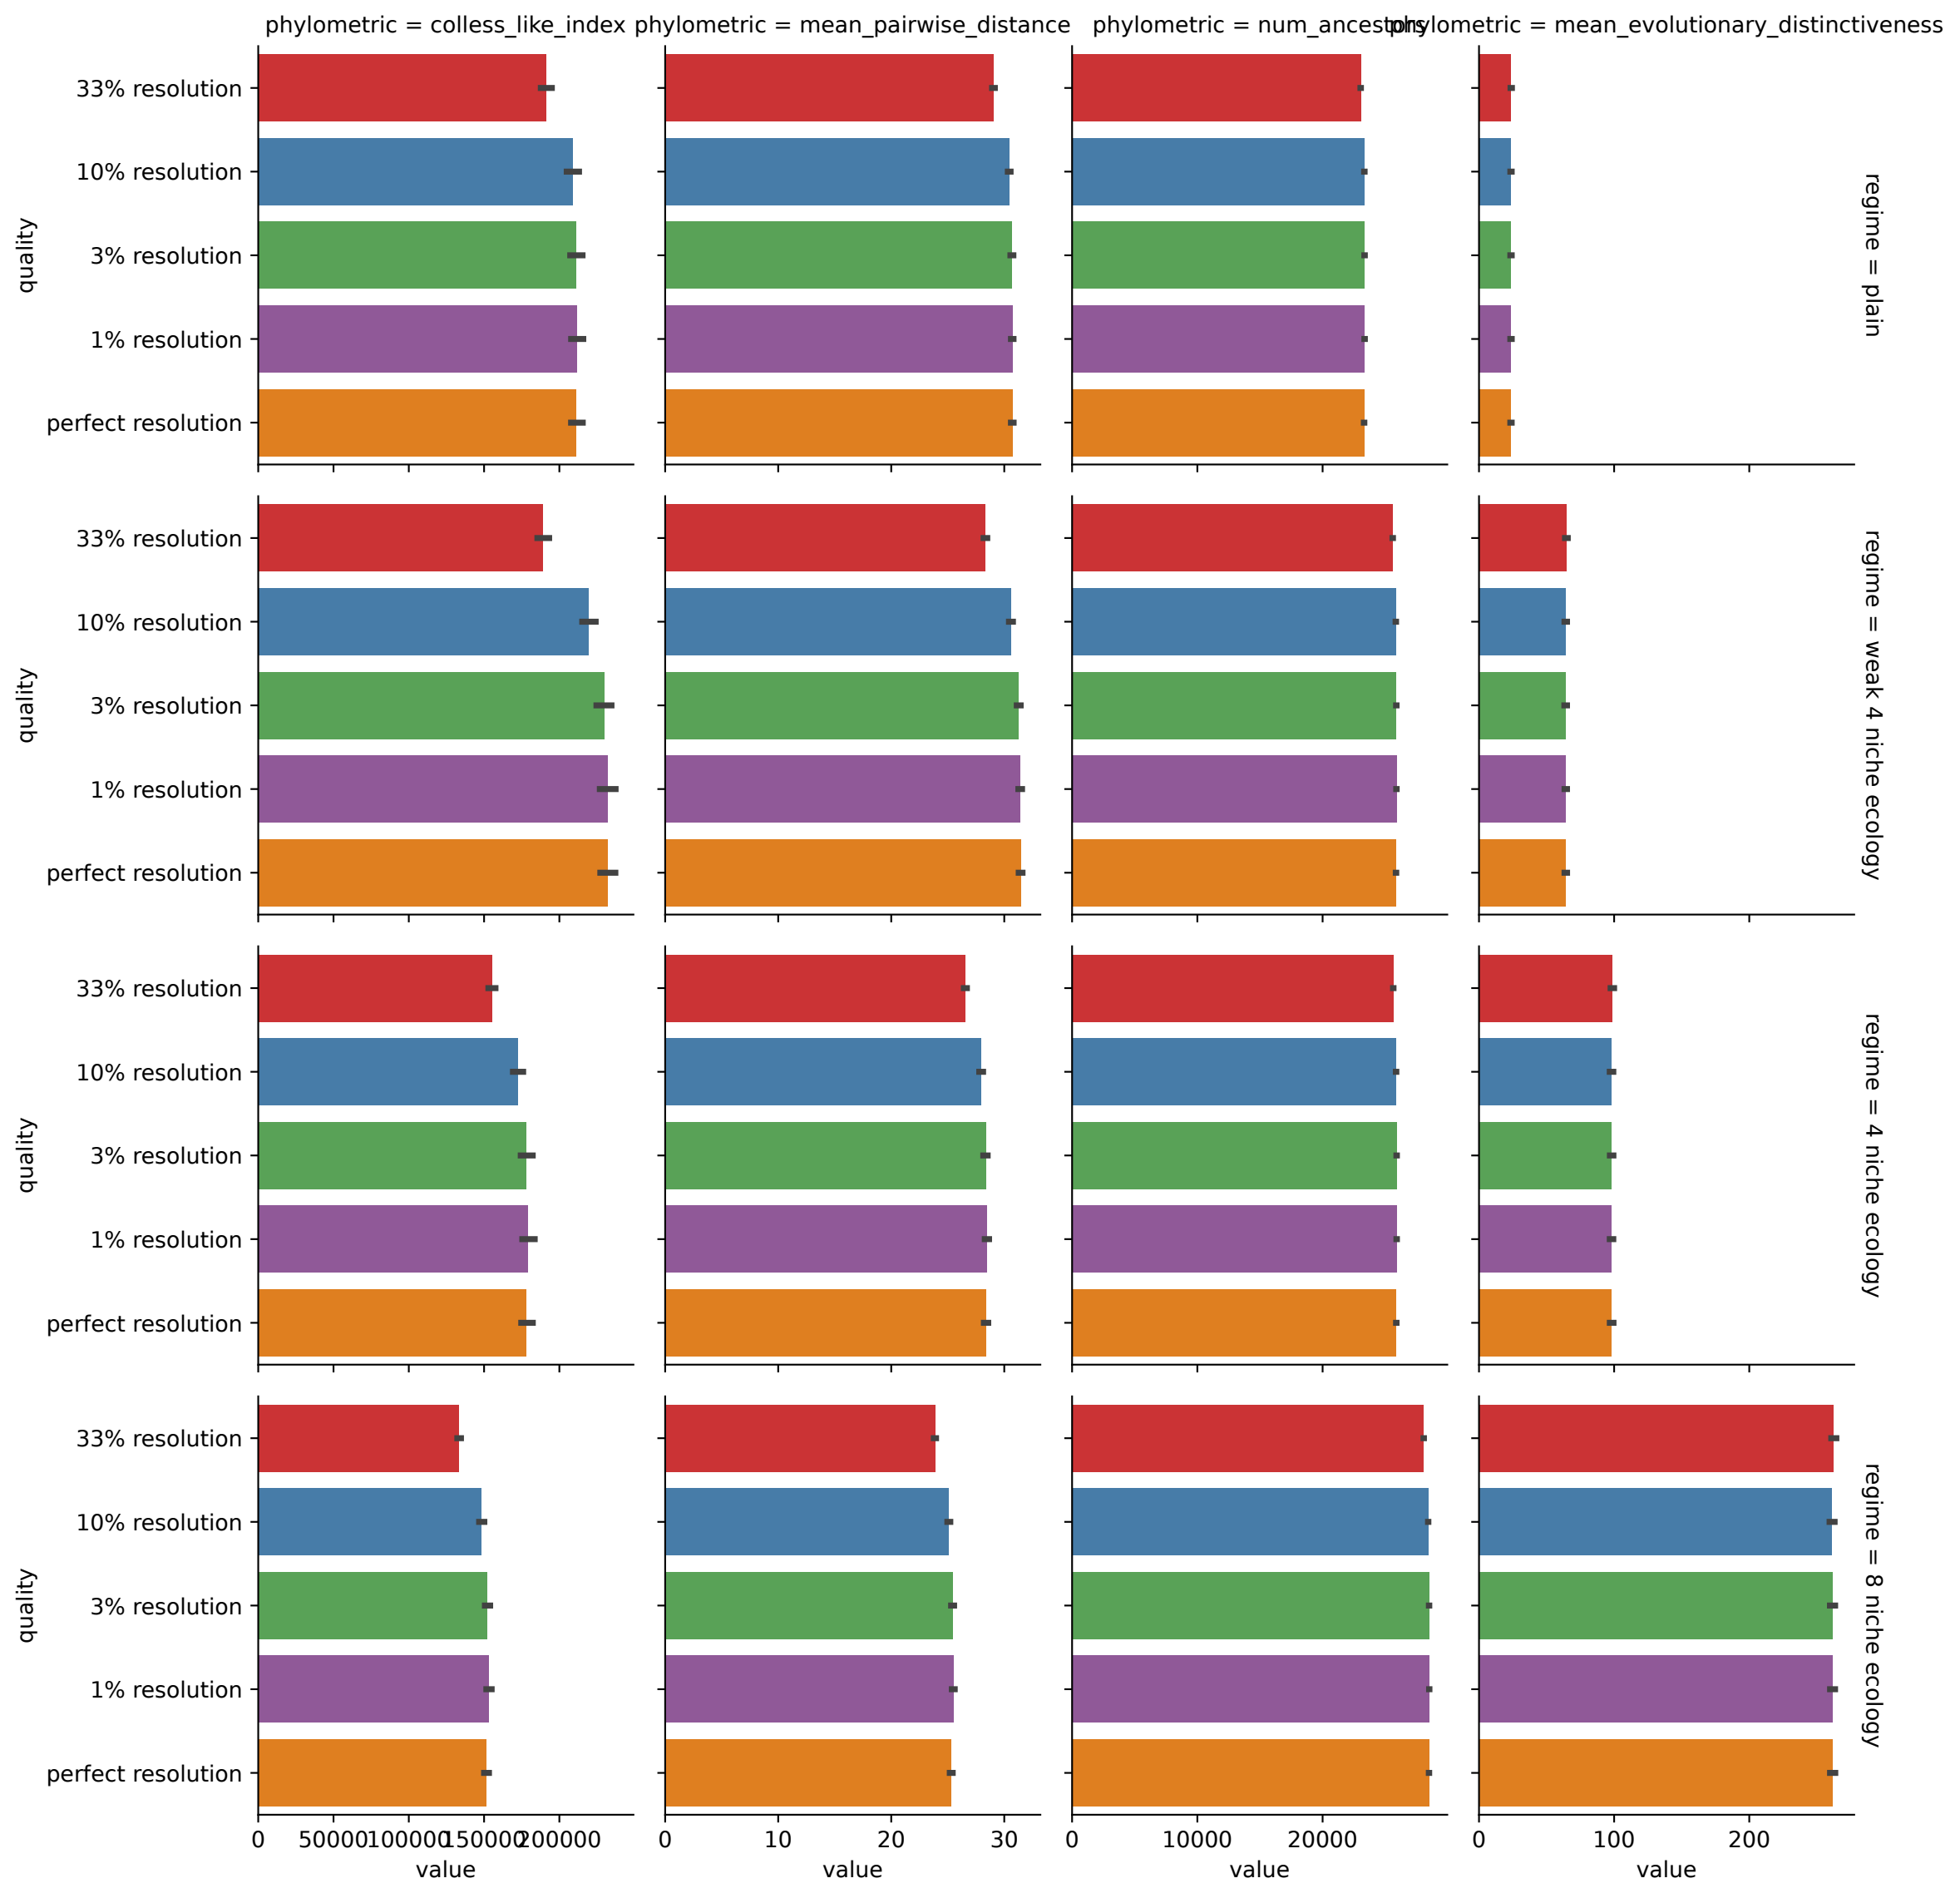 phylometric = colless_like_index
phylometric = mean_pairwise_distance
phylometric = num_ancestors
phylometric = mean_evolutionary_distinctiveness
quality
33% resolution
10% resolution
3% resolution
1% resolution
perfect resolution
regime = plain
quality
33% resolution
10% resolution
3% resolution
1% resolution
perfect resolution
regime = weak 4 niche ecology
quality
33% resolution
10% resolution
3% resolution
1% resolution
perfect resolution
regime = 4 niche ecology
quality
33% resolution
10% resolution
3% resolution
1% resolution
perfect resolution
regime = 8 niche ecology
0 50000 100000 150000 200000
value
0 10 20 30
value
0 10000 20000
value
0 100 200
value